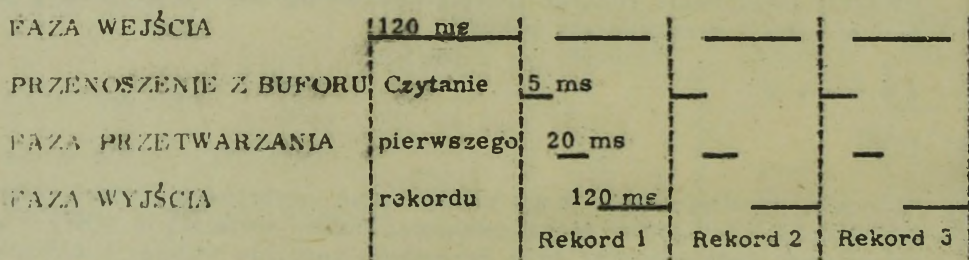 FAZA WEJŚCIA 120 ms
PRZENOSZENIE Z BUFORU Czytanie 5 ms
FAZA PRZETWARZANIA pierwszego 20 ms
FAZA WYJŚCIA rekordu 120 ms
Rekord 1 Rekord 2 Rekord 3